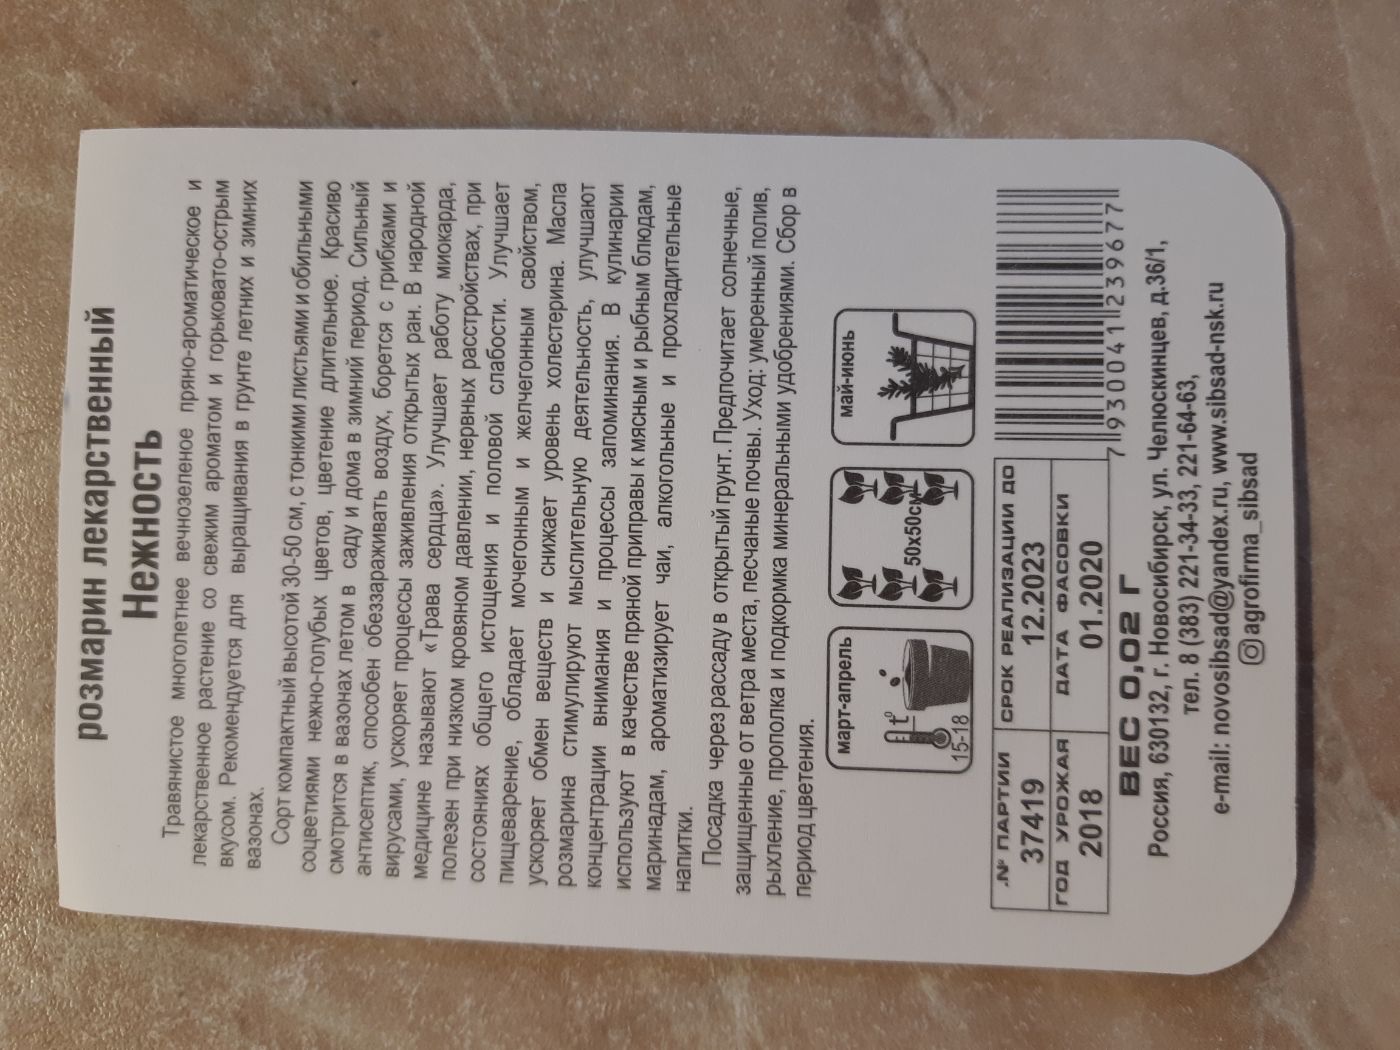 розмарин лекарственный
Нежность
Травянистое многолетнее вечнозеленое пряно-ароматическое и
лекарственное растение со свежим ароматом и горьковато-острым
вкусом. Рекомендуется для выращивания в грунте летних и зимних
вазонах.
Сорт компактный высотой 30-50 см, с тонкими листьями и обильными
соцветиями нежно-голубых цветов, цветение длительное. Красиво
смотрится в вазонах летом в саду и дома в зимний период. Сильный
антисептик, способен обеззараживать воздух, борется с грибками и
вирусами, ускоряет процессы заживления открытых ран. В народной
медицине называют «Трава сердца». Улучшает работу миокарда,
полезен при низком кровяном давлении, нервных расстройствах, при
состояниях общего истощения и половой слабости. Улучшает
пищеварение, обладает мочегонным и желчегонным свойством,
ускоряет обмен веществ и снижает уровень холестерина. Масла
розмарина стимулируют мыслительную деятельность, улучшают
концентрации внимания и процессы запоминания. В кулинарии
используют в качестве пряной приправы к мясным и рыбным блюдам,
маринадам, ароматизирует чаи, алкогольные и прохладительные
напитки.
Посадка через рассаду в открытый грунт. Предпочитает солнечные,
защищенные от ветра места, песчаные почвы. Уход: умеренный полив,
рыхление, прополка и подкормка минеральными удобрениями. Сбор в
период цветения.
март-апрель
t°
15-18
50х50см
май-июнь
№ ПАРТИИ
37419
СРОК РЕАЛИЗАЦИИ ДО
12.2023
ГОД УРОЖАЯ
2018
ДАТА ФАСОВКИ
01.2020
7 930041 239677
ВЕС 0,02 Г
Россия, 630132, г. Новосибирск, ул. Челюскинцев, д.36/1,
тел. 8 (383) 221-34-33, 221-64-63,
e-mail: novosibsad@yandex.ru, www.sibsad-nsk.ru
agrofirma_sibsad